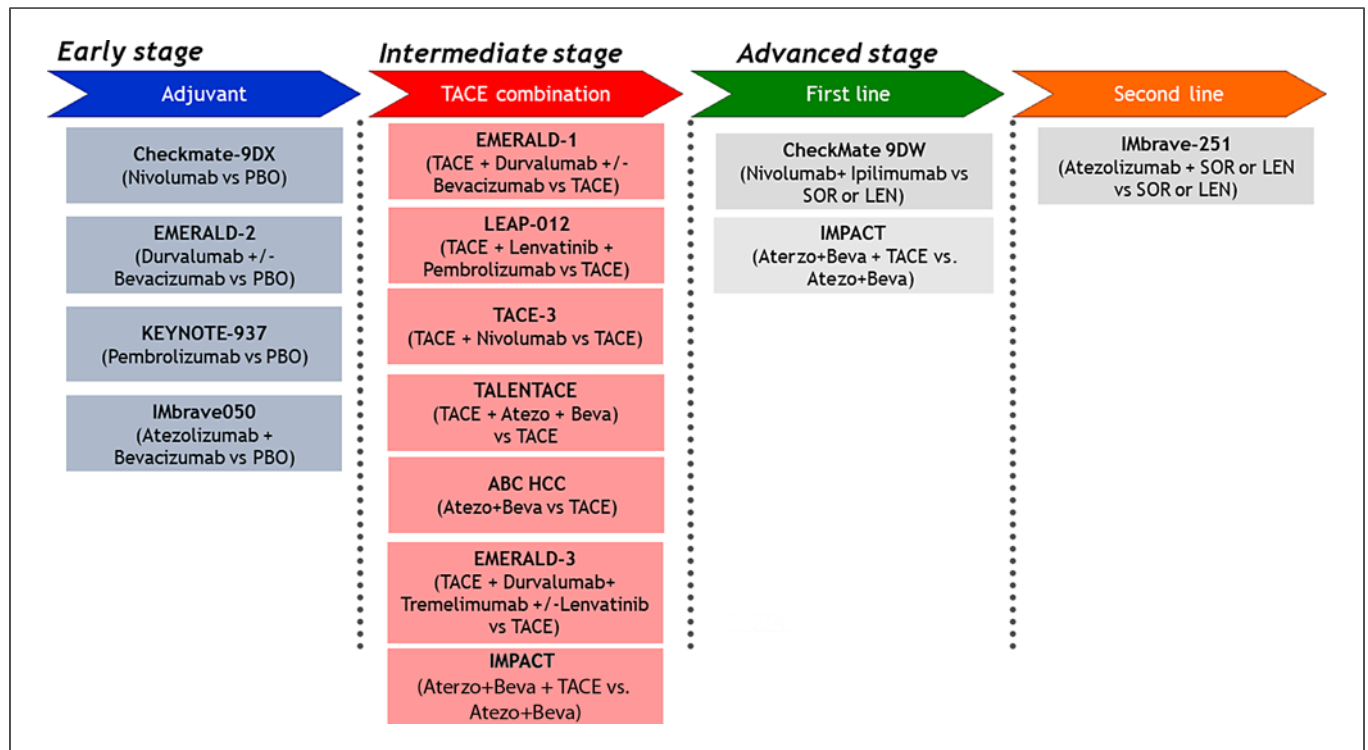 Early stage
Intermediate stage
Advanced stage
Adjuvant
TACE combination
First line
Second line
Checkmate-9DX
(Nivolumab vs PBO)
EMERALD-2
(Durvalumab +/-
Bevacizumab vs PBO)
KEYNOTE-937
(Pembrolizumab vs PBO)
IMbrave050
(Atezolizumab +
Bevacizumab vs PBO)
EMERALD-1
(TACE + Durvalumab +/-
Bevacizumab vs TACE)
LEAP-012
(TACE + Lenvatinib +
Pembrolizumab vs TACE)
TACE-3
(TACE + Nivolumab vs TACE)
TALENTACE
(TACE + Atezo + Beva)
vs TACE
ABC HCC
(Atezo+Beva vs TACE)
EMERALD-3
(TACE + Durvalumab+
Tremelimumab +/-Lenvatinib
vs TACE)
IMPACT
(Aterzo+Beva + TACE vs.
Atezo+Beva)
CheckMate 9DW
(Nivolumab+ Ipilimumab vs
SOR or LEN)
IMPACT
(Aterzo+Beva + TACE vs.
Atezo+Beva)
IMbrave-251
(Atezolizumab + SOR or LEN
vs SOR or LEN)